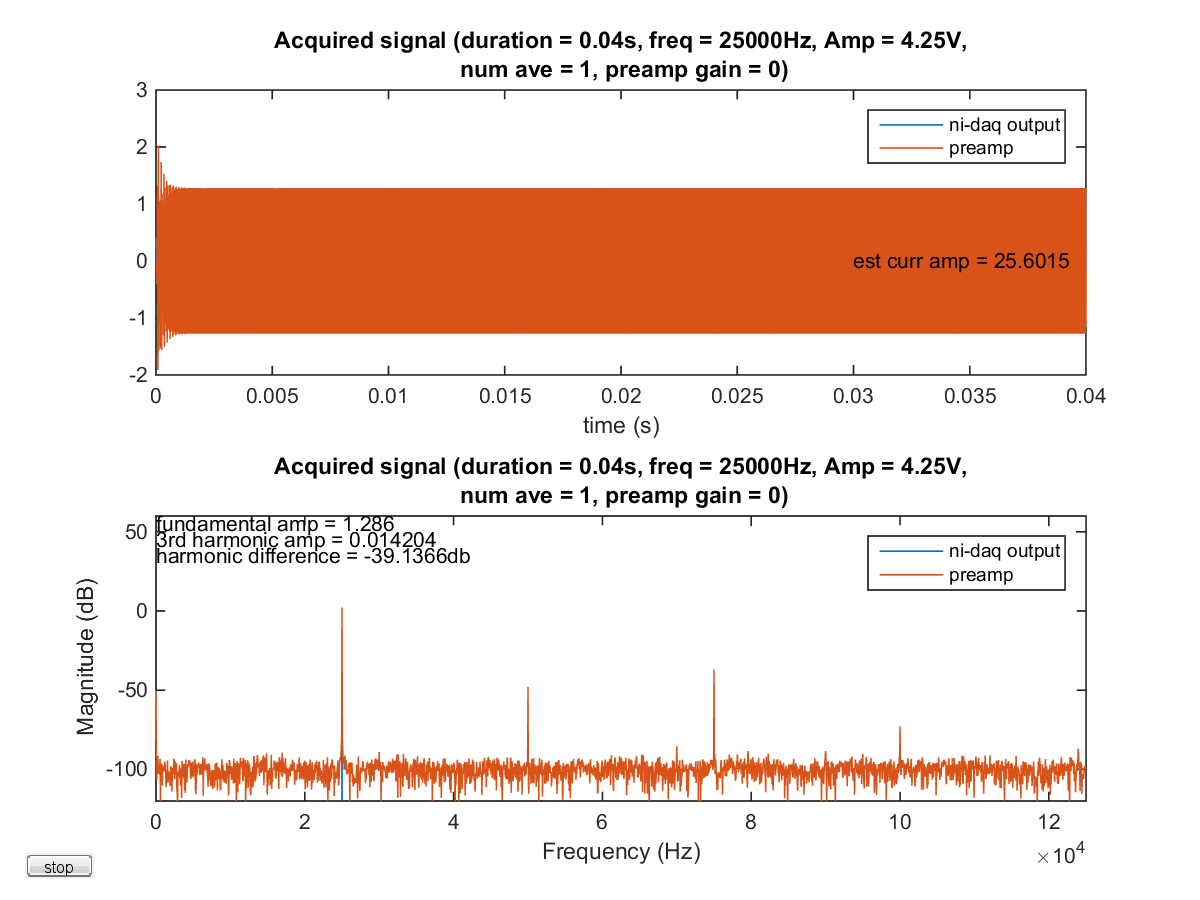 Acquired signal (duration = 0.04s, freq = 25000Hz, Amp = 4.25V,
num ave = 1, preamp gain = 0)
3
2
1
0
-1
-2
ni-daq output
preamp
est curr amp = 25.6015
0
0.005
0.01
0.015
0.02
0.025
0.03
0.035
0.04
time (s)
Acquired signal (duration = 0.04s, freq = 25000Hz, Amp = 4.25V,
num ave = 1, preamp gain = 0)
fundamental amp = 1.286
3rd harmonic amp = 0.014204
harmonic difference = -39.1366db
ni-daq output
preamp
Magnitude (dB)
50
0
-50
-100
0
2
4
6
8
10
12
Frequency (Hz)
×10^4
stop